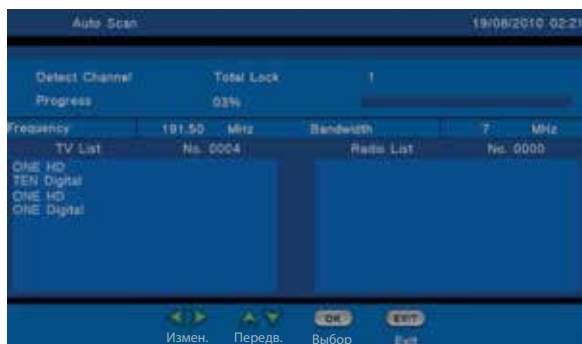 Auto Scan 19/08/2010 02:21
Detect Channel Total Lock 1
Progress 03%
Frequency 191.50 MHz Bandwidth 7 MHz
TV List No. 0004 Radio List No. 0000
ONE HD
TEN Digital
ONE HD
ONE Digital
OK EXIT
Измен. Передв. Выбор Exit